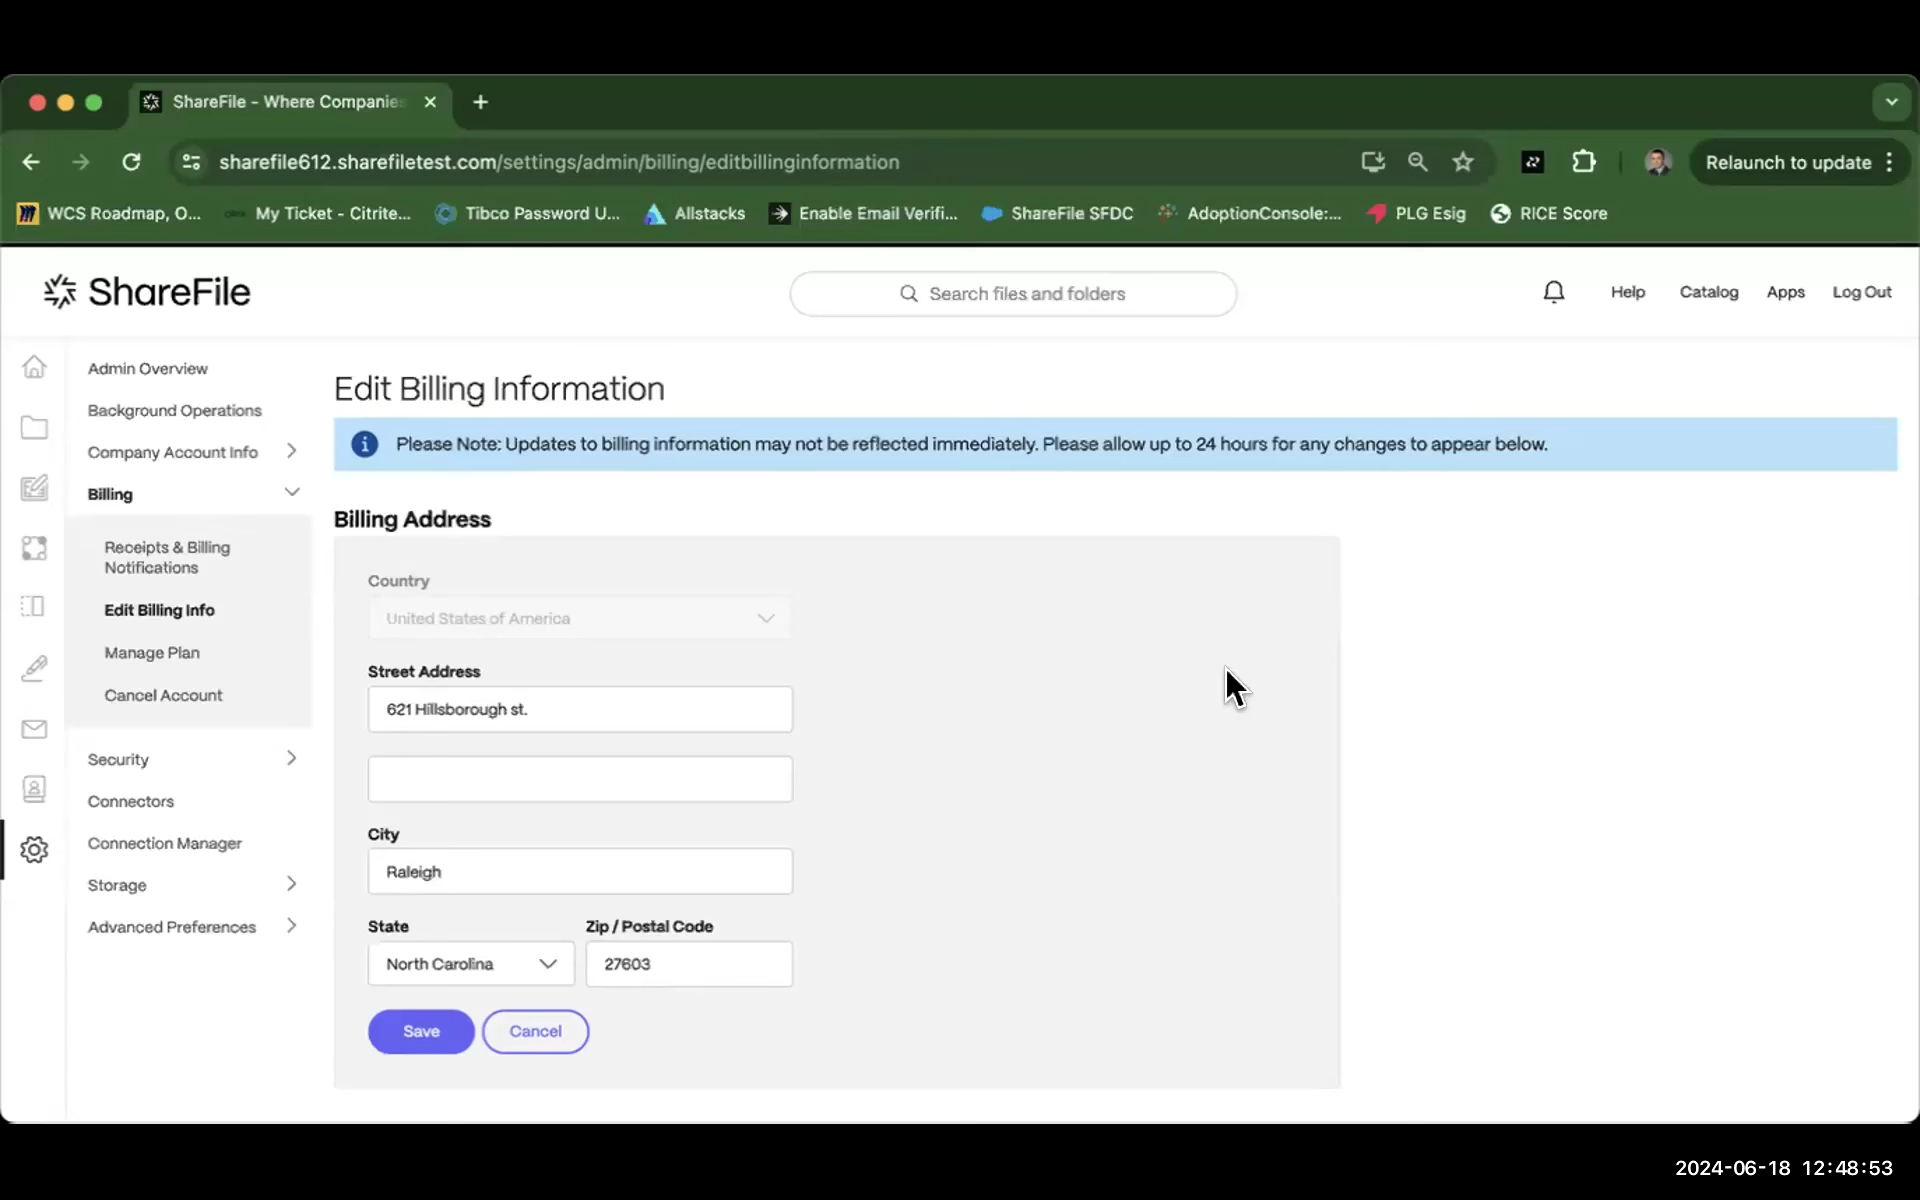 ShareFile - Where Companies
sharefile612.sharefiletest.com/settings/admin/billing/editbillinginformation
Relaunch to update
WCS Roadmap, O...
My Ticket - Citrite...
Tibco Password U...
Allstacks
Enable Email Verifi...
ShareFile SFDC
AdoptionConsole:...
PLG Esig
RICE Score
ShareFile
Search files and folders
Help
Catalog
Apps
Log Out
Admin Overview
Background Operations
Company Account Info
Billing
Receipts & Billing
Notifications
Edit Billing Info
Manage Plan
Cancel Account
Security
Connectors
Connection Manager
Storage
Advanced Preferences
Edit Billing Information
Please Note: Updates to billing information may not be reflected immediately. Please allow up to 24 hours for any changes to appear below.
Billing Address
Country
United States of America
Street Address
621 Hillsborough st.
City
Raleigh
State
Zip / Postal Code
North Carolina
27603
Save
Cancel
2024-06-18 12:48:53